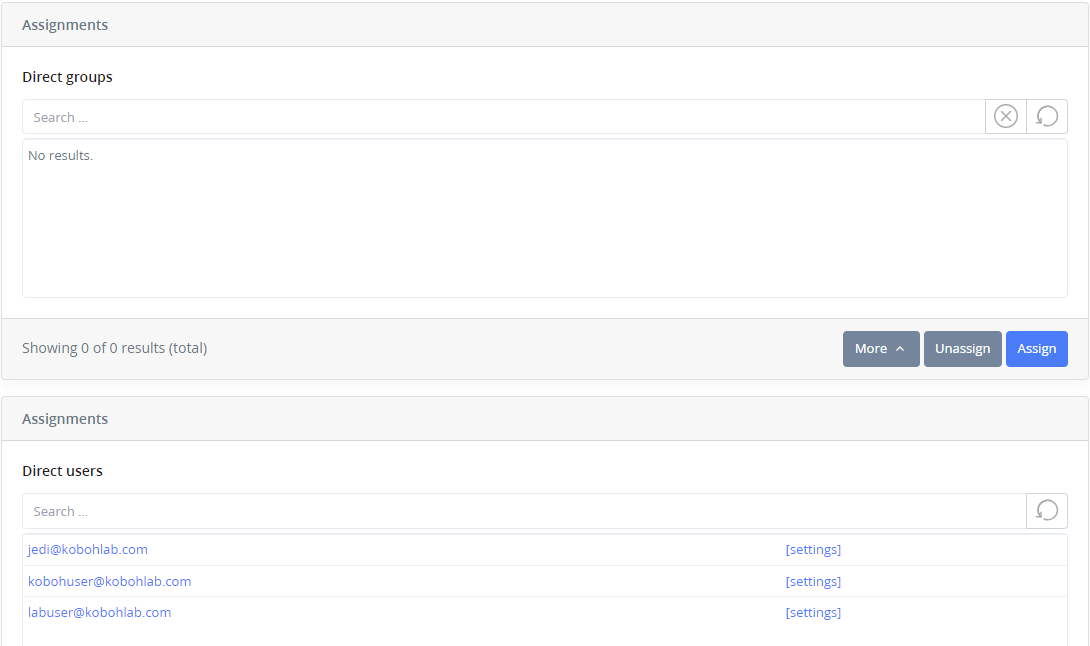 Assignments
Direct groups
Search ...
No results.
Showing 0 of 0 results (total)
More Unassign Assign
Assignments
Direct users
Search ...
jedi@kobohlab.com [settings]
kobohuser@kobohlab.com [settings]
labuser@kobohlab.com [settings]